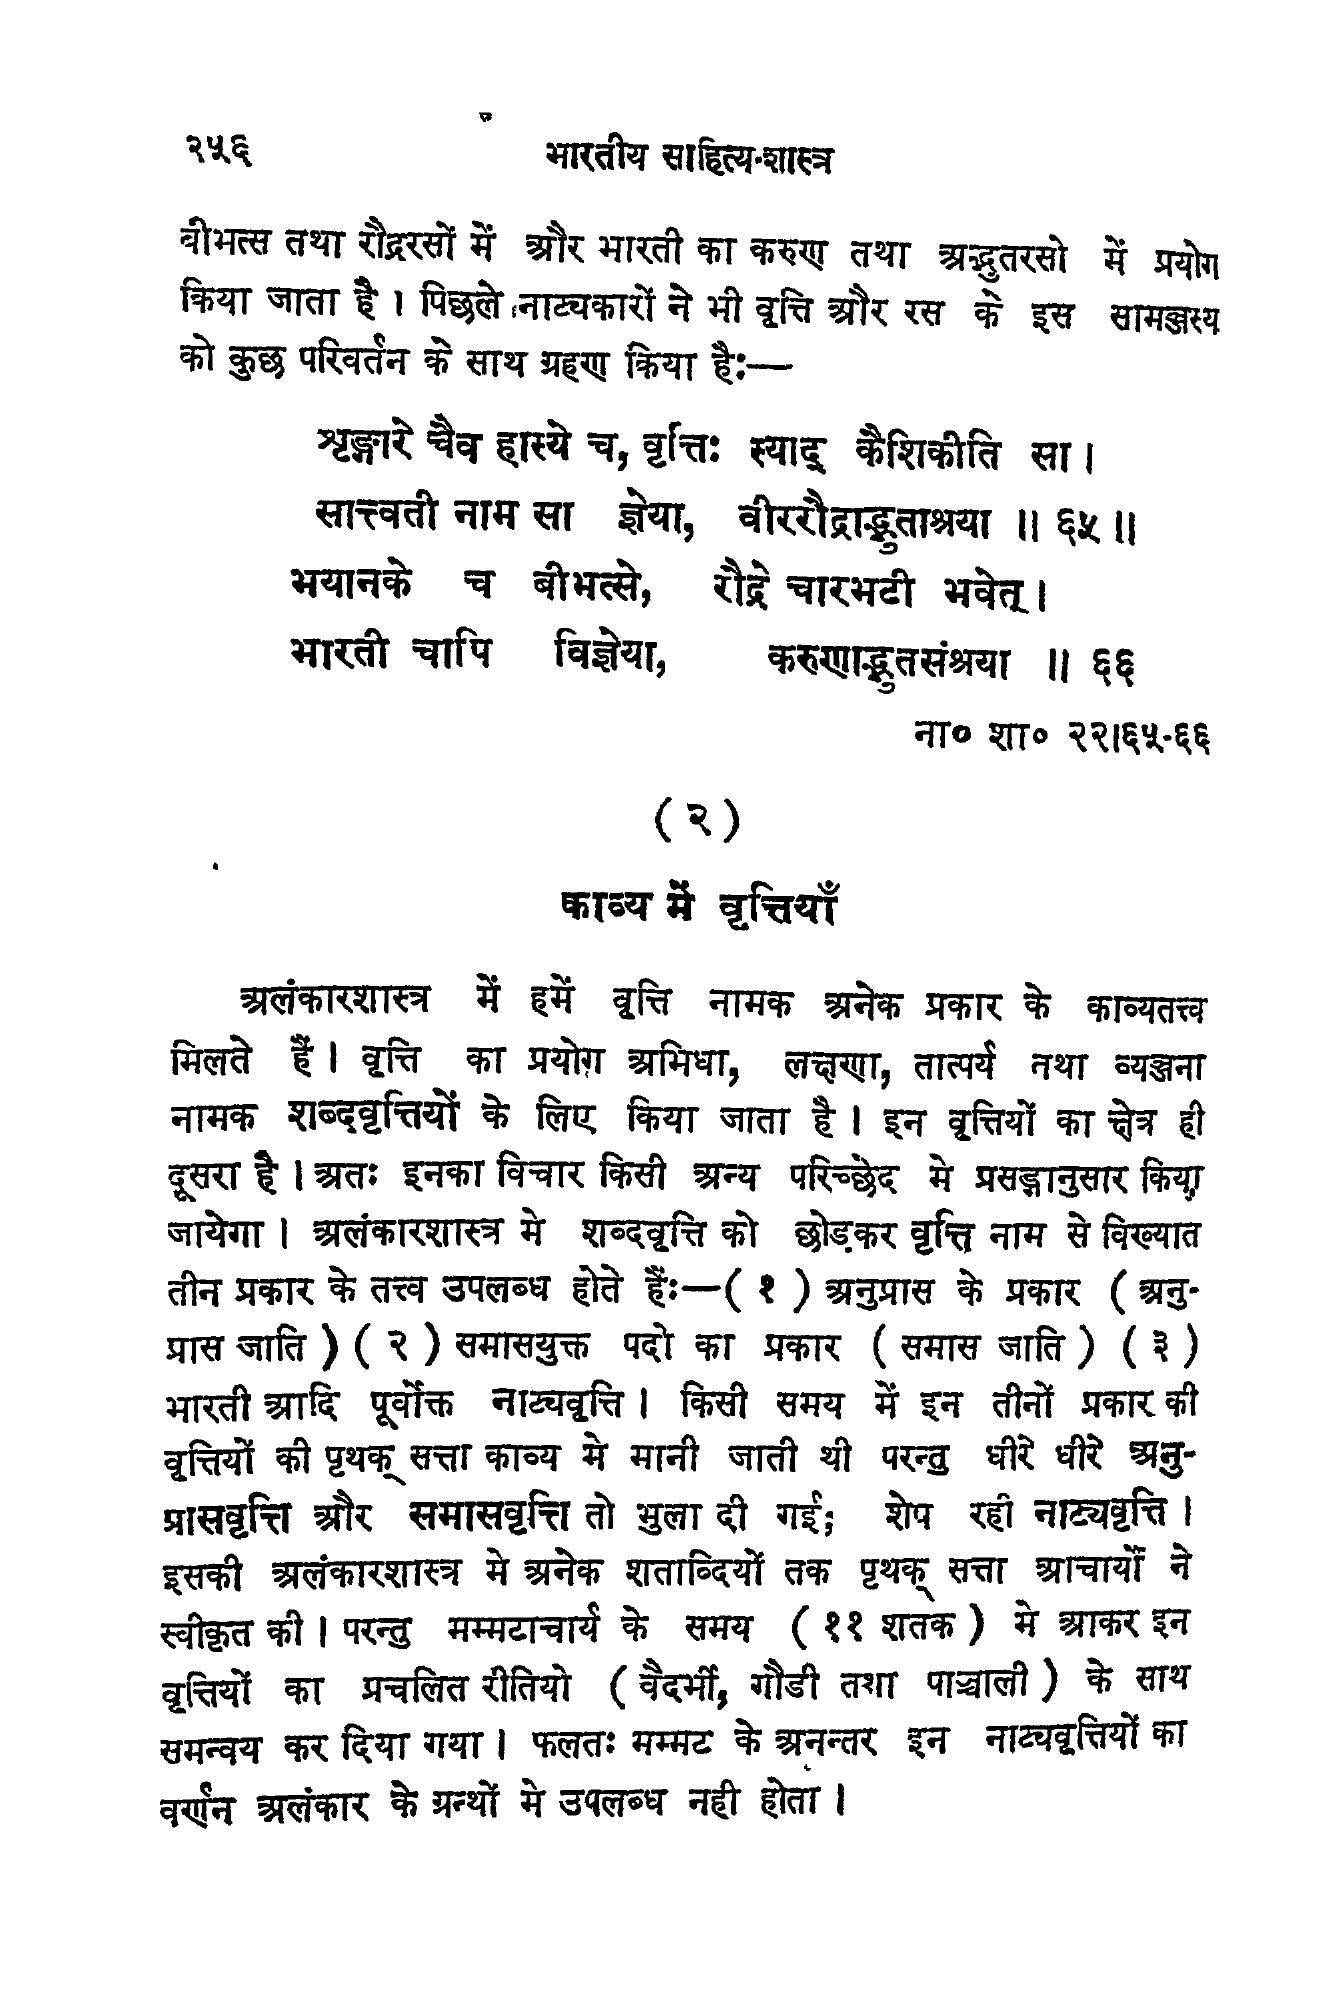 २५६ भारतीय साहित्य-शास्त्र
वीभत्स तथा रौद्ररसों में और भारती का करुण तथा अद्भुतरसो में प्रयोग
किया जाता है । पिछले नाट्यकारों ने भी वृत्ति और रस के इस सामञ्जस्य
को कुछ परिवर्तन के साथ ग्रहण किया है:—
शृङ्गारे चैव हास्ये च, वृत्तिः स्याद् कैशिकीति सा ।
सात्त्वती नाम सा ज्ञेया, वीररौद्राद्भुताश्रया ॥ ६५ ॥
भयानके च बीभत्से, रौद्रे चारभटी भवेत् ।
भारती चापि विज्ञेया, करुणाद्भुतसंश्रया ॥ ६६
ना० शा० २२।६५-६६
( २ )
काव्य में वृत्तियाँ
अलंकारशास्त्र में हमें वृत्ति नामक अनेक प्रकार के काव्यतत्त्व
मिलते हैं । वृत्ति का प्रयोग अभिधा, लक्षणा, तात्पर्य तथा व्यञ्जना
नामक शब्दवृत्तियों के लिए किया जाता है । इन वृत्तियों का क्षेत्र ही
दूसरा है । अतः इनका विचार किसी अन्य परिच्छेद मे प्रसङ्गानुसार किया
जायेगा । अलंकारशास्त्र मे शब्दवृत्ति को छोड़कर वृत्ति नाम से विख्यात
तीन प्रकार के तत्त्व उपलब्ध होते हैं:—( १ ) अनुप्रास के प्रकार ( अनु-
प्रास जाति ) ( २ ) समासयुक्त पदो का प्रकार ( समास जाति ) ( ३ )
भारती आदि पूर्वोक्त नाट्यवृत्ति । किसी समय में इन तीनों प्रकार की
वृत्तियों की पृथक् सत्ता काव्य मे मानी जाती थी परन्तु धीरे धीरे अनु-
प्रासवृत्ति और समासवृत्ति तो भुला दी गई; शेप रही नाट्यवृत्ति ।
इसकी अलंकारशास्त्र मे अनेक शताब्दियों तक पृथक् सत्ता आचार्यों ने
स्वीकृत की । परन्तु मम्मटाचार्य के समय ( ११ शतक ) मे आकर इन
वृत्तियों का प्रचलित रीतियो ( वैदर्भी, गौडी तथा पाञ्चाली ) के साथ
समन्वय कर दिया गया । फलतः मम्मट के अनन्तर इन नाट्यवृत्तियों का
वर्णन अलंकार के ग्रन्थों मे उपलब्ध नही होता ।